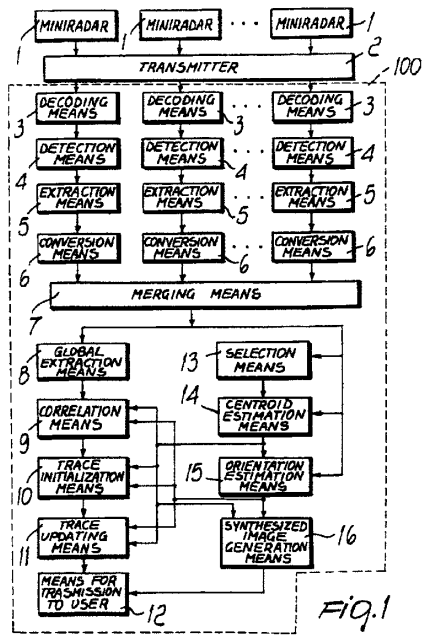 MINIRADAR MINIRADAR · · · MINIRADAR 1
1 1
TRANSMITTER 2
100
DECODING MEANS DECODING MEANS · · · DECODING MEANS
3 3 3
DETECTION MEANS DETECTION MEANS · · · DETECTION MEANS
4 4 4
EXTRACTION MEANS EXTRACTION MEANS · · · EXTRACTION MEANS
5 5 5
CONVERSION MEANS CONVERSION MEANS · · · CONVERSION MEANS
6 6 6
MERGING MEANS
7
8 GLOBAL EXTRACTION MEANS
13 SELECTION MEANS
CORRELATION MEANS
9
14 CENTROID ESTIMATION MEANS
TRACE INITIALIZATION MEANS
10
15 ORIENTATION ESTIMATION MEANS
TRACE UPDATING MEANS
11
SYNTHESIZED IMAGE GENERATION MEANS
16
MEANS FOR TRASMISSION TO USER
12
Fig.1